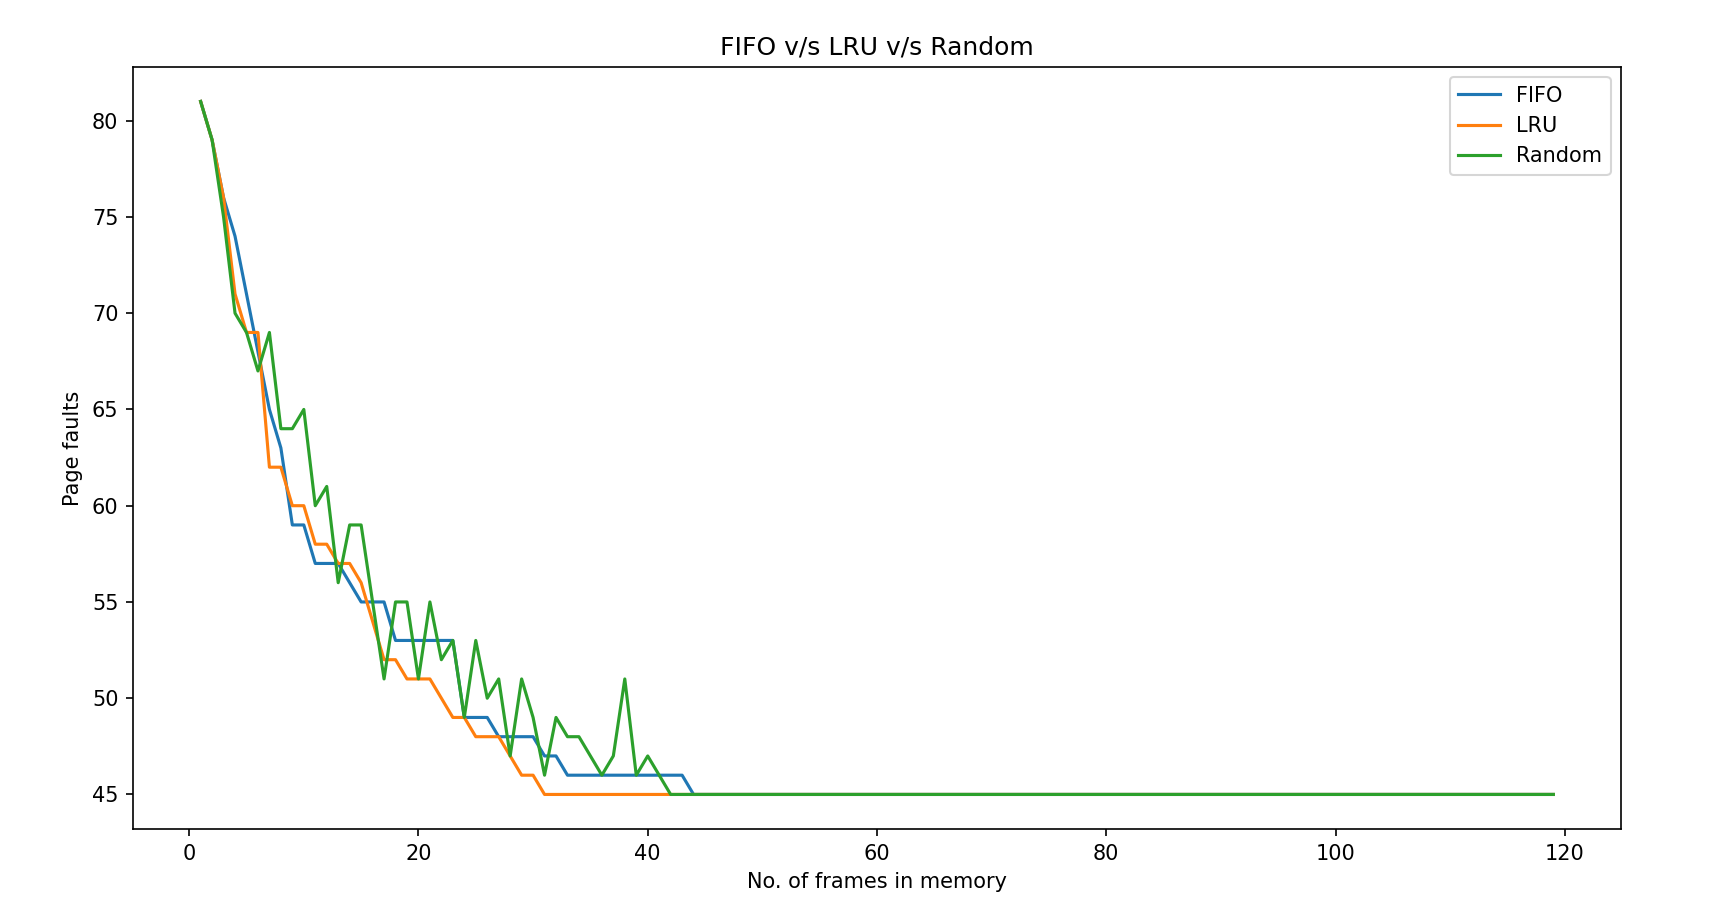 FIFO v/s LRU v/s Random
FIFO
LRU
Random
Page faults
80
75
70
65
60
55
50
45
0 20 40 60 80 100 120
No. of frames in memory